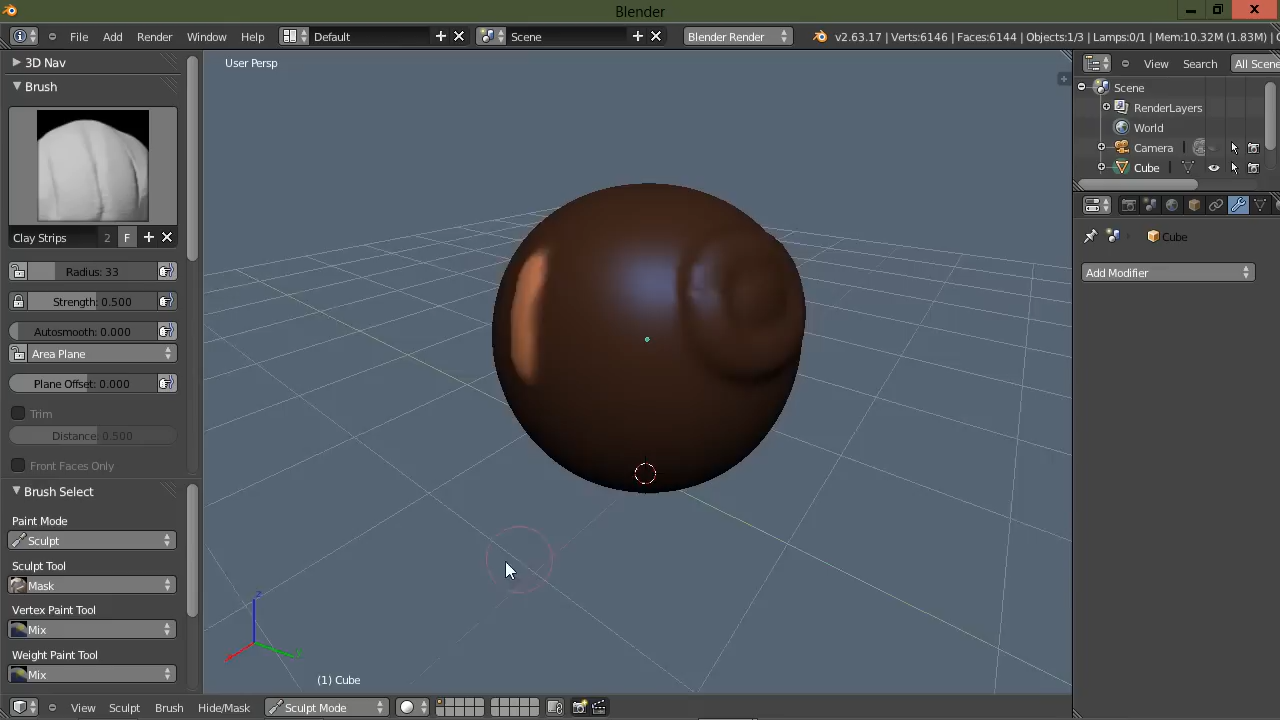 Blender
File Add Render Window Help Default Scene Blender Render v2.63.17 | Verts:6146 | Faces:6144 | Objects:1/3 | Lamps:0/1 | Mem:10.32M (1.83M) |
3D Nav
User Persp
View Search All Scene
Brush
Scene
RenderLayers
World
Camera
Cube
Clay Strips 2 F
Cube
Radius: 33
Add Modifier
Strength: 0.500
Autosmooth: 0.000
Area Plane
Plane Offset: 0.000
Trim
Distance: 0.500
Front Faces Only
Brush Select
Paint Mode
Sculpt
Sculpt Tool
Mask
Vertex Paint Tool
Mix
Weight Paint Tool
Mix
(1) Cube
View Sculpt Brush Hide/Mask Sculpt Mode